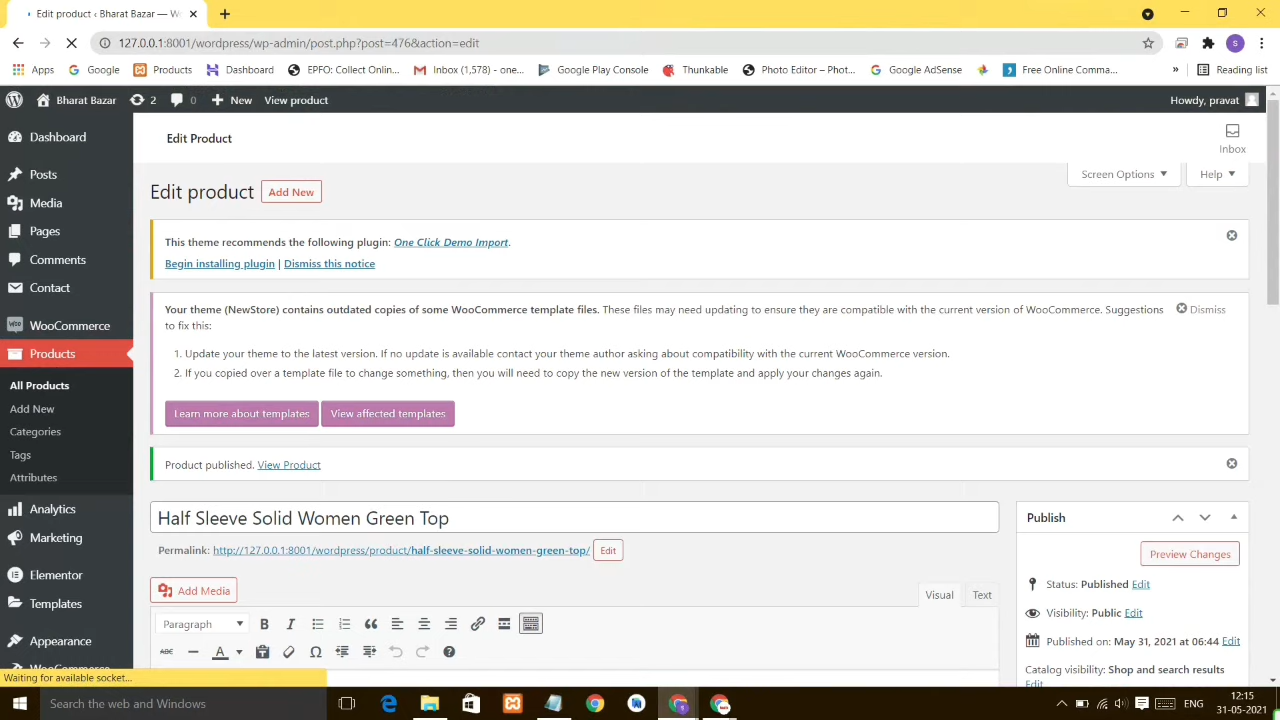 Edit product ‹ Bharat Bazar — W
127.0.0.1:8001/wordpress/wp-admin/post.php?post=476&action=edit
Apps Google Products Dashboard EPFO: Collect Onlin... Inbox (1,578) - one... Google Play Console Thunkable Photo Editor – Phot... Google AdSense Free Online Comma... » Reading list
Bharat Bazar 2 0 New View product Howdy, pravat
Dashboard
Posts
Media
Pages
Comments
Contact
WooCommerce
Products
All Products
Add New
Categories
Tags
Attributes
Analytics
Marketing
Elementor
Templates
Appearance
WooCommerce
Edit Product
Inbox
Screen Options Help
Edit product Add New
This theme recommends the following plugin: One Click Demo Import.
Begin installing plugin | Dismiss this notice
Your theme (NewStore) contains outdated copies of some WooCommerce template files. These files may need updating to ensure they are compatible with the current version of WooCommerce. Suggestions
to fix this:
Dismiss
1. Update your theme to the latest version. If no update is available contact your theme author asking about compatibility with the current WooCommerce version.
2. If you copied over a template file to change something, then you will need to copy the new version of the template and apply your changes again.
Learn more about templates View affected templates
Product published. View Product
Half Sleeve Solid Women Green Top
Permalink: http://127.0.0.1:8001/wordpress/product/half-sleeve-solid-women-green-top/ Edit
Add Media
Visual Text
Paragraph B I
ABC A
Publish
Preview Changes
Status: Published Edit
Visibility: Public Edit
Published on: May 31, 2021 at 06:44 Edit
Catalog visibility: Shop and search results
Edit
Waiting for available socket...
Search the web and Windows
ENG
12:15
31-05-2021